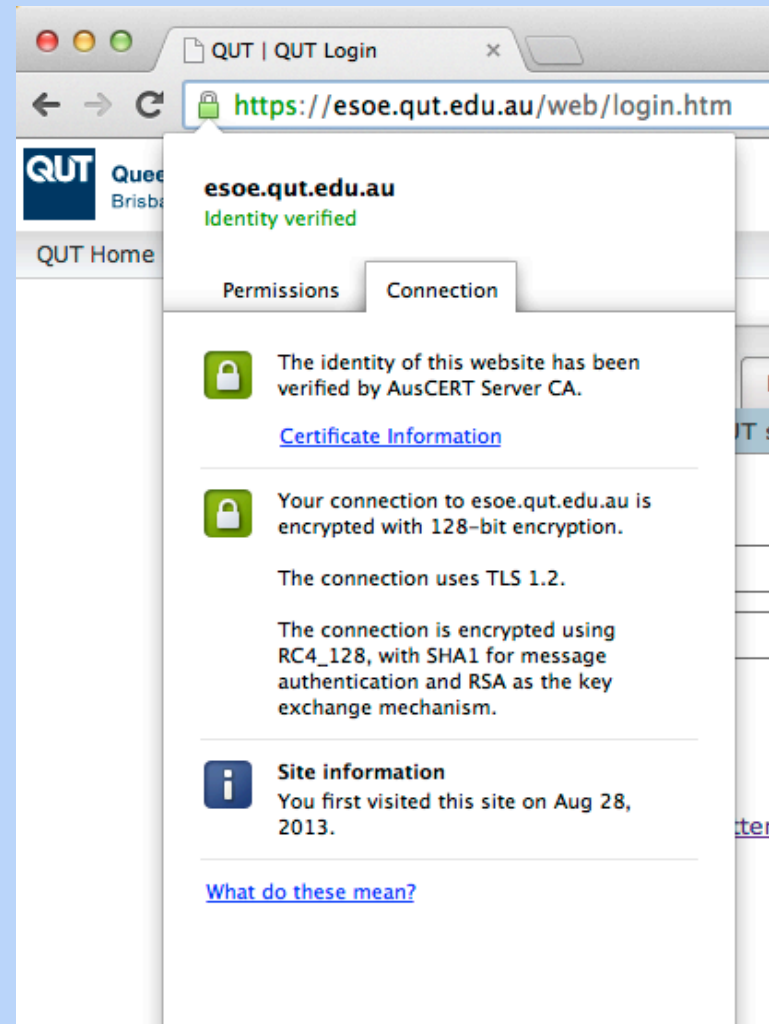 QUT | QUT Login ×
https://esoe.qut.edu.au/web/login.htm
QUT
Brisba
QUT Home
esoe.qut.edu.au
Identity verified
Permissions Connection
The identity of this website has been
verified by AusCERT Server CA.
Certificate Information
Your connection to esoe.qut.edu.au is
encrypted with 128-bit encryption.
The connection uses TLS 1.2.
The connection is encrypted using
RC4_128, with SHA1 for message
authentication and RSA as the key
exchange mechanism.
Site information
You first visited this site on Aug 28,
2013.
What do these mean?